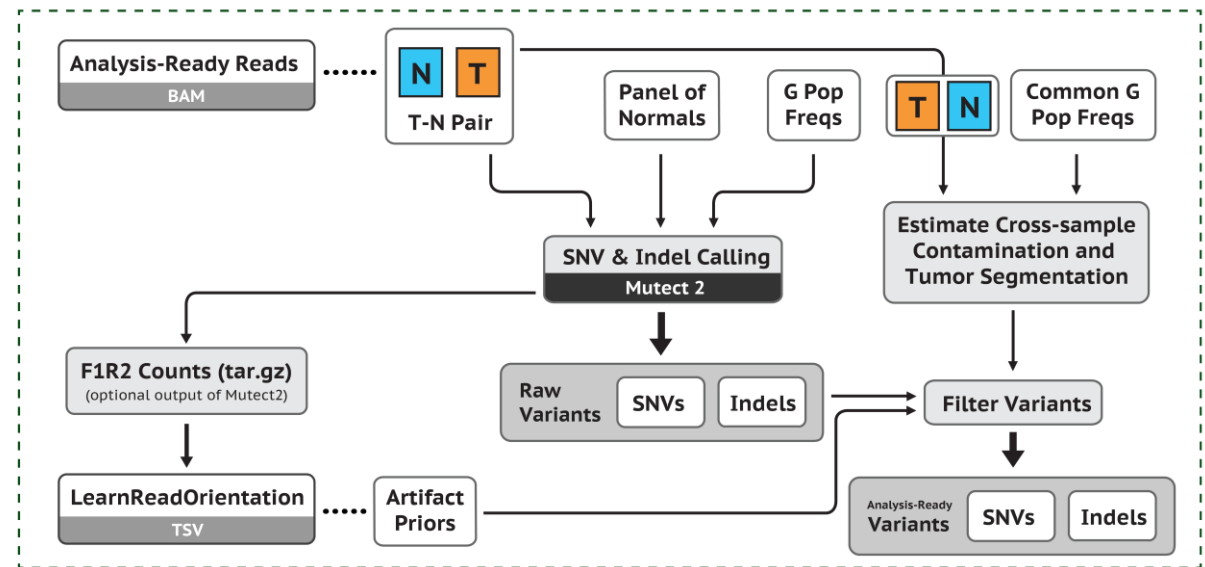 Analysis-Ready Reads
BAM
N
T
T-N Pair
Panel of
Normals
G Pop
Freqs
T
N
Common G
Pop Freqs
SNV & Indel Calling
Mutect 2
Estimate Cross-sample
Contamination and
Tumor Segmentation
F1R2 Counts (tar.gz)
(optional output of Mutect2)
Raw
Variants
SNVs
Indels
Filter Variants
LearnReadOrientation
TSV
Artifact
Priors
Analysis-Ready
Variants
SNVs
Indels